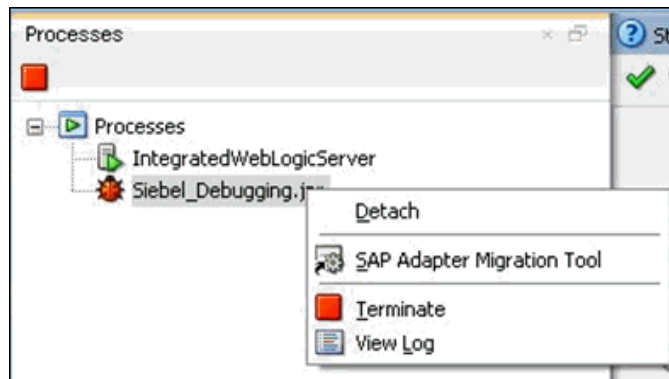 Processes
Processes
IntegratedWebLogicServer
Siebel_Debugging.j
Detach
SAP Adapter Migration Tool
Terminate
View Log